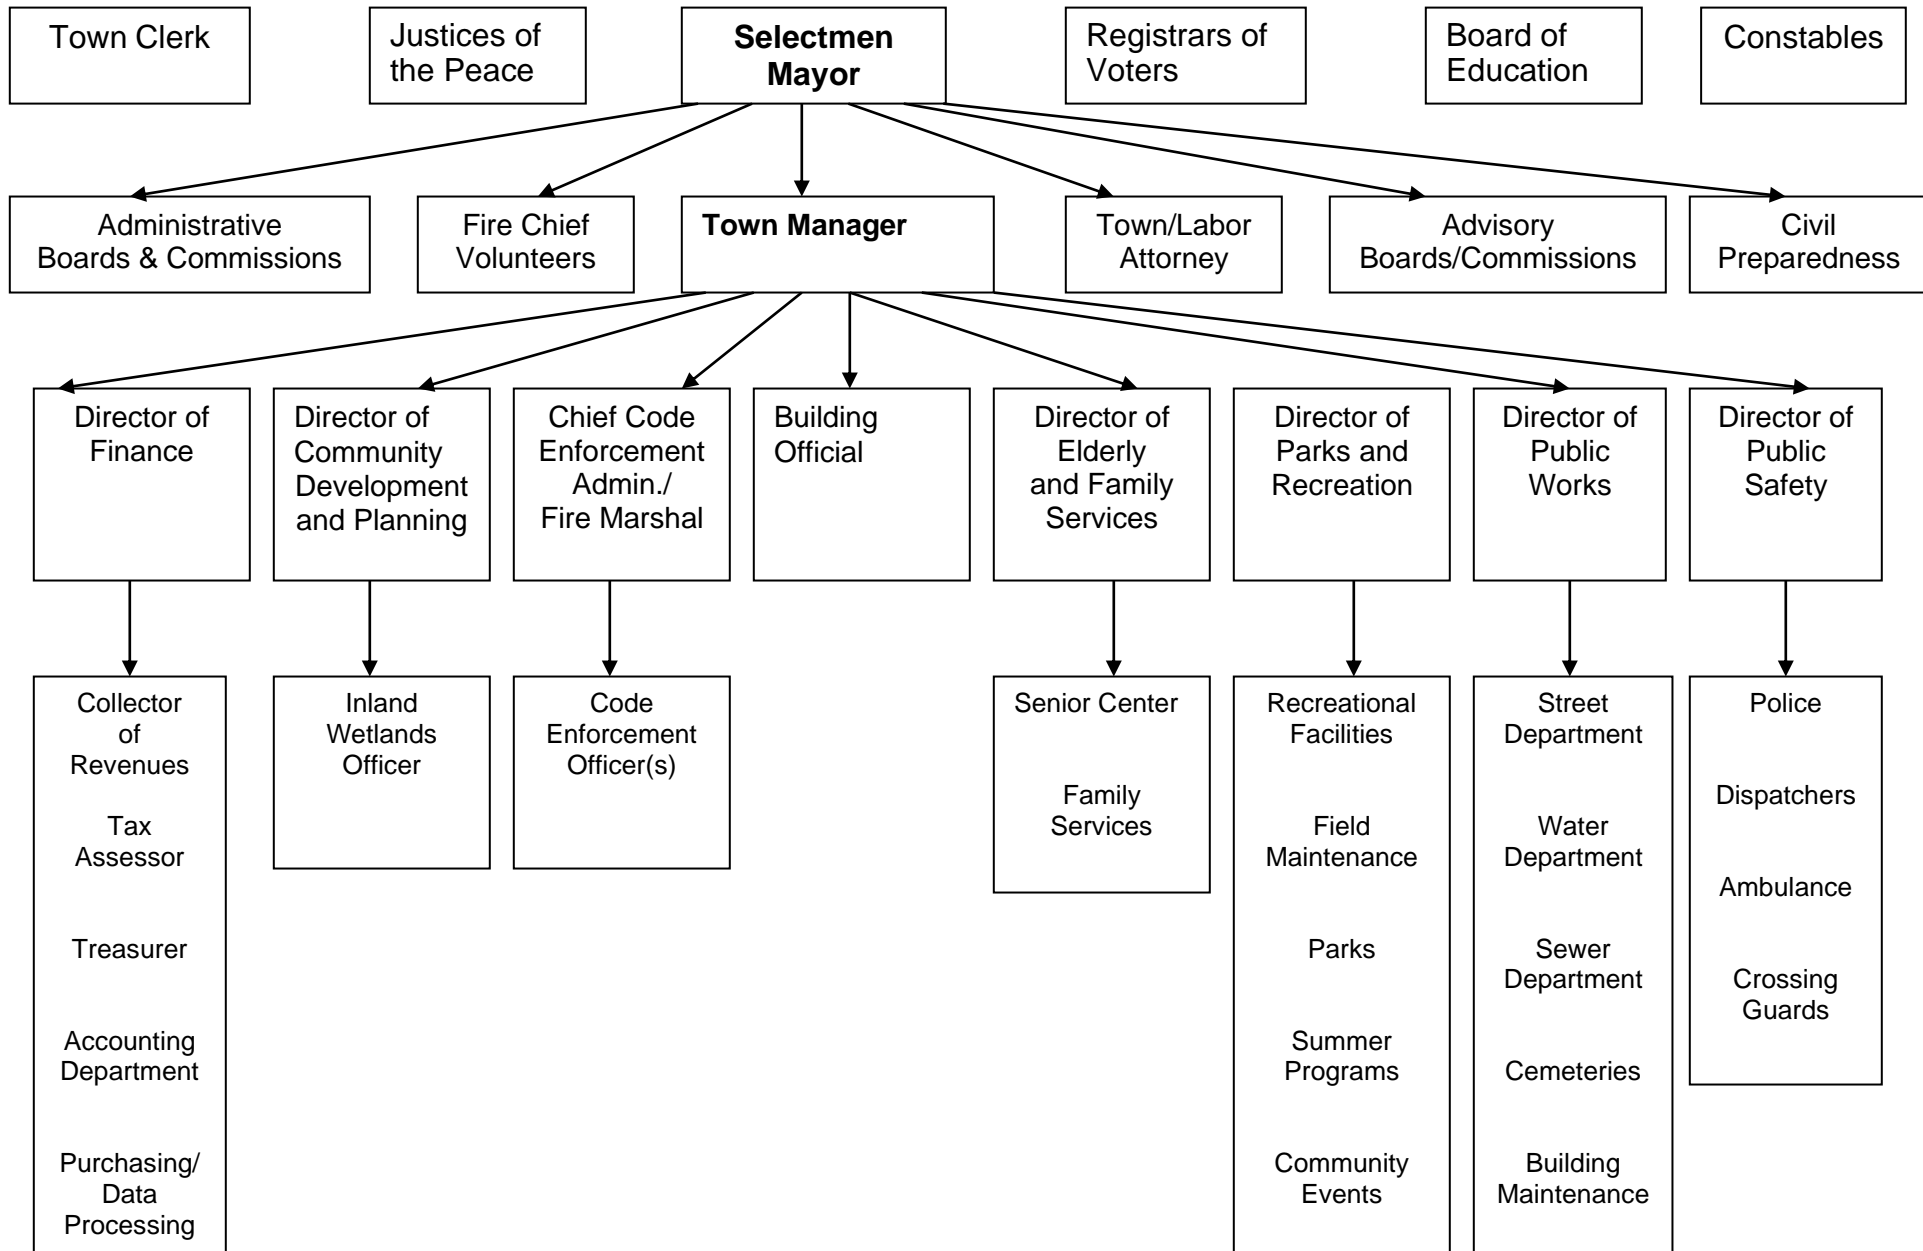 Town Clerk
Justices of
the Peace
Selectmen
Mayor
Registrars of
Voters
Board of
Education
Constables
Administrative
Boards & Commissions
Fire Chief
Volunteers
Town Manager
Town/Labor
Attorney
Advisory
Boards/Commissions
Civil
Preparedness
Director of
Finance
Director of
Community
Development
and Planning
Chief Code
Enforcement
Admin./
Fire Marshal
Building
Official
Director of
Elderly
and Family
Services
Director of
Parks and
Recreation
Director of
Public
Works
Director of
Public
Safety
Collector
of
Revenues
Tax
Assessor
Treasurer
Accounting
Department
Purchasing/
Data
Processing
Inland
Wetlands
Officer
Code
Enforcement
Officer(s)
Senior Center
Family
Services
Recreational
Facilities
Field
Maintenance
Parks
Summer
Programs
Community
Events
Street
Department
Water
Department
Sewer
Department
Cemeteries
Building
Maintenance
Police
Dispatchers
Ambulance
Crossing
Guards